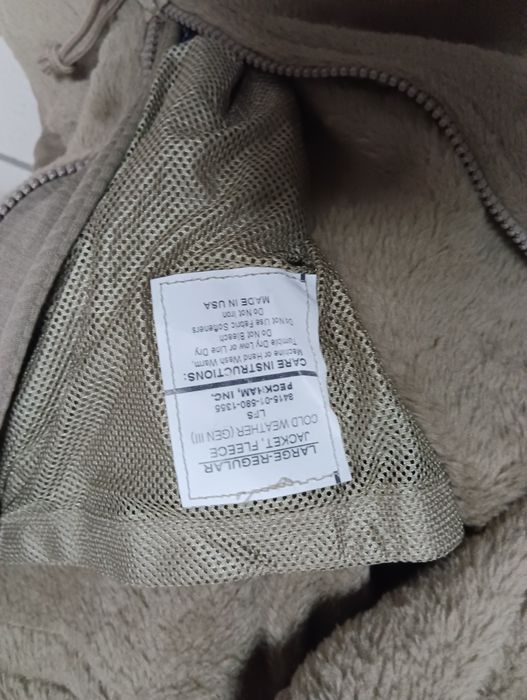 LARGE-REGULAR
JACKET, FLEECE
COLD WEATHER (GEN III)
LFS
8415-01-580-1355
PECKHAM, INC.
CARE INSTRUCTIONS:
Machine or Hand Wash Warm.
Tumble Dry Low or Line Dry
Do Not Bleach
Do Not Use Fabric Softeners
Do Not Iron
MADE IN USA